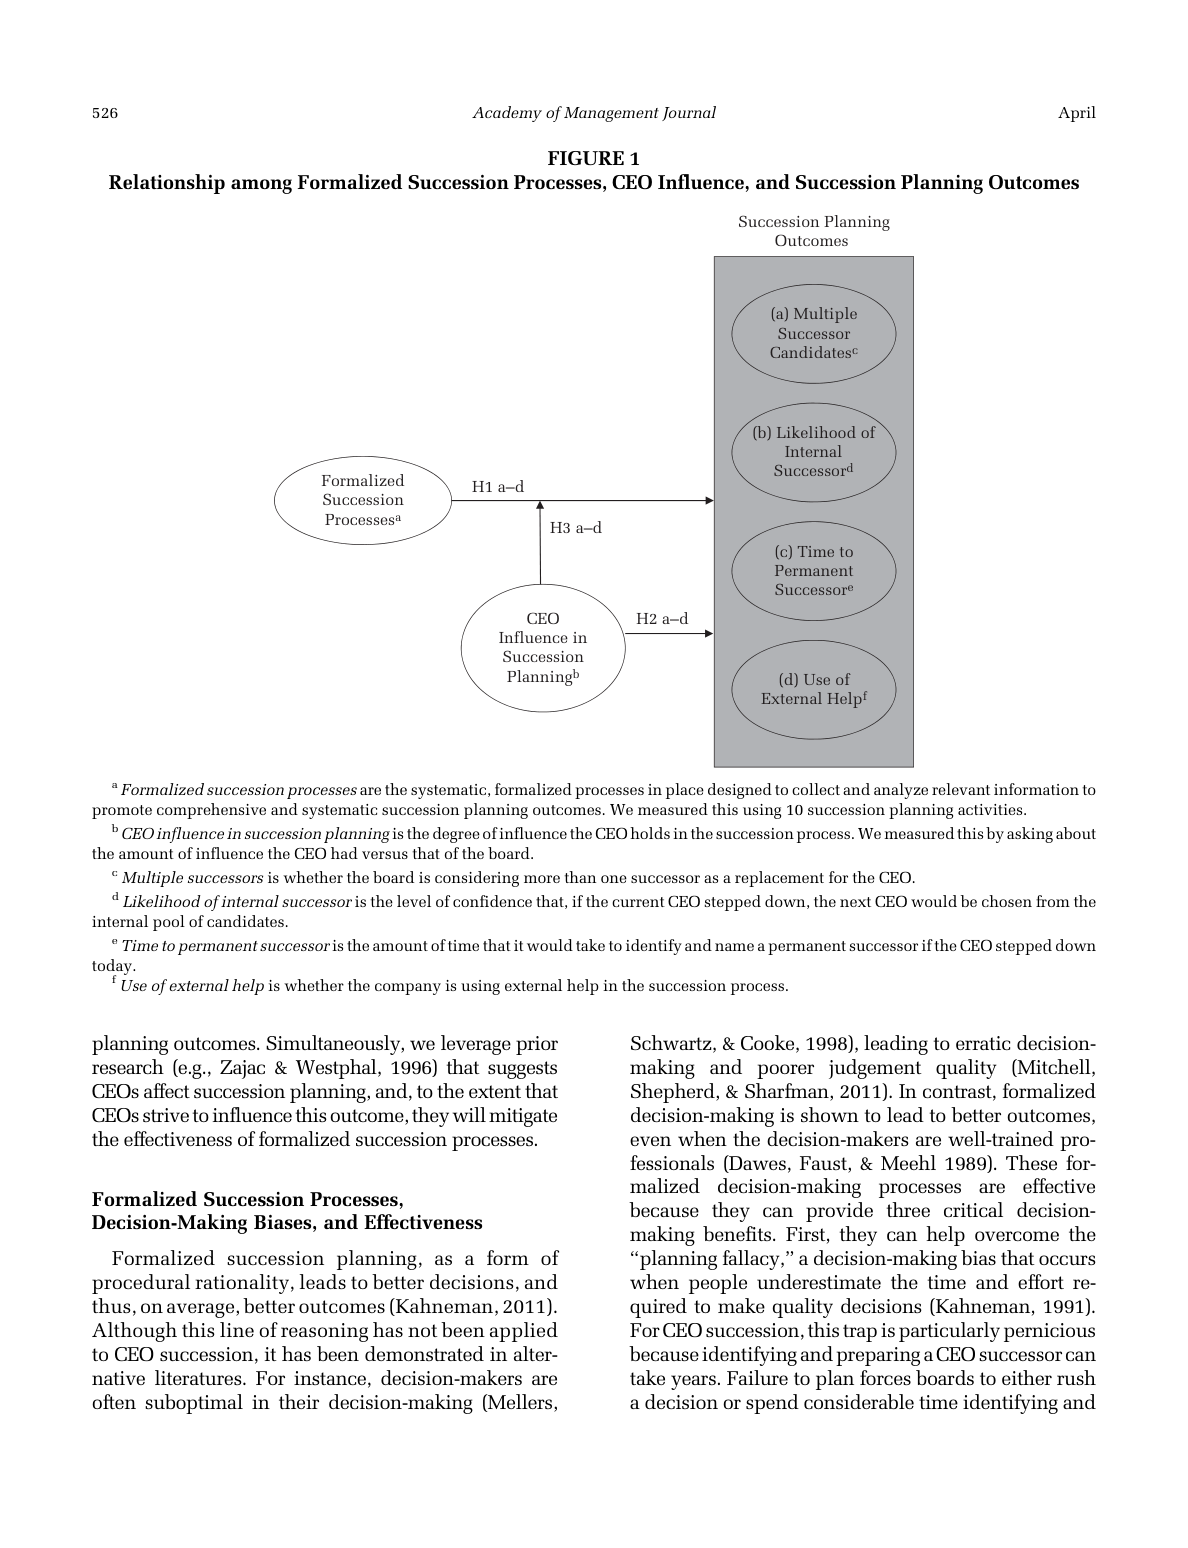 526
Academy of Management Journal
April
FIGURE 1
Relationship among Formalized Succession Processes, CEO Influence, and Succession Planning Outcomes
Succession Planning
Outcomes
(a) Multiple
Successor
Candidatesᶜ
(b) Likelihood of
Internal
Successorᵈ
Formalized
Succession
Processesᵃ
H1 a–d
H3 a–d
(c) Time to
Permanent
Successorᵉ
CEO
Influence in
Succession
Planningᵇ
H2 a–d
(d) Use of
External Helpᶠ
ᵃ Formalized succession processes are the systematic, formalized processes in place designed to collect and analyze relevant information to
promote comprehensive and systematic succession planning outcomes. We measured this using 10 succession planning activities.
ᵇ CEO influence in succession planning is the degree of influence the CEO holds in the succession process. We measured this by asking about
the amount of influence the CEO had versus that of the board.
ᶜ Multiple successors is whether the board is considering more than one successor as a replacement for the CEO.
ᵈ Likelihood of internal successor is the level of confidence that, if the current CEO stepped down, the next CEO would be chosen from the
internal pool of candidates.
ᵉ Time to permanent successor is the amount of time that it would take to identify and name a permanent successor if the CEO stepped down
today.
ᶠ Use of external help is whether the company is using external help in the succession process.
planning outcomes. Simultaneously, we leverage prior
research (e.g., Zajac & Westphal, 1996) that suggests
CEOs affect succession planning, and, to the extent that
CEOs strive to influence this outcome, they will mitigate
the effectiveness of formalized succession processes.
Formalized Succession Processes,
Decision-Making Biases, and Effectiveness
Formalized succession planning, as a form of
procedural rationality, leads to better decisions, and
thus, on average, better outcomes (Kahneman, 2011).
Although this line of reasoning has not been applied
to CEO succession, it has been demonstrated in alter-
native literatures. For instance, decision-makers are
often suboptimal in their decision-making (Mellers,
Schwartz, & Cooke, 1998), leading to erratic decision-
making and poorer judgement quality (Mitchell,
Shepherd, & Sharfman, 2011). In contrast, formalized
decision-making is shown to lead to better outcomes,
even when the decision-makers are well-trained pro-
fessionals (Dawes, Faust, & Meehl 1989). These for-
malized decision-making processes are effective
because they can provide three critical decision-
making benefits. First, they can help overcome the
“planning fallacy,” a decision-making bias that occurs
when people underestimate the time and effort re-
quired to make quality decisions (Kahneman, 1991).
For CEO succession, this trap is particularly pernicious
because identifying and preparing a CEO successor can
take years. Failure to plan forces boards to either rush
a decision or spend considerable time identifying and